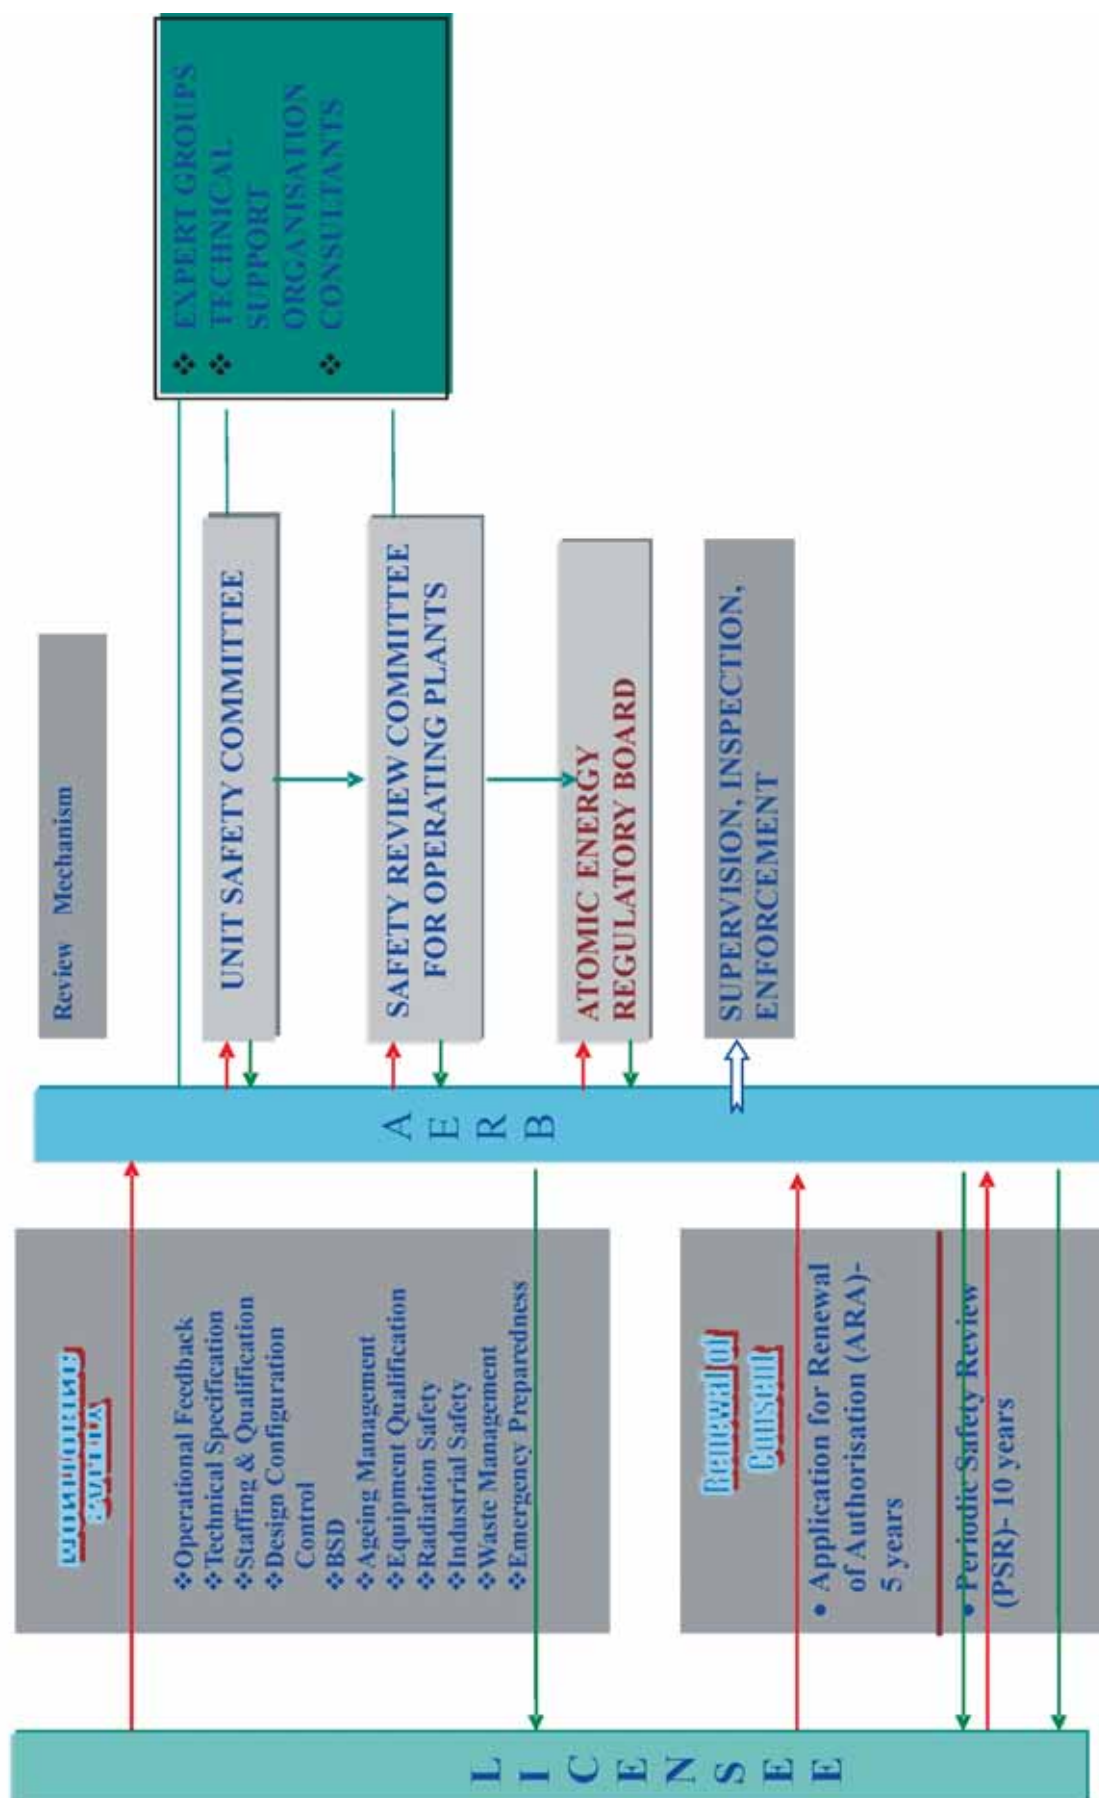 L
I
C
E
N
S
E
E
MONITORING
SAFETY
❖Operational Feedback
❖Technical Specification
❖Staffing & Qualification
❖Design Configuration
Control
❖BSD
❖Ageing Management
❖Equipment Qualification
❖Radiation Safety
❖Industrial Safety
❖Waste Management
❖Emergency Preparedness
Renewal of
Consent
• Application for Renewal
of Authorisation (ARA)-
5 years
• Periodic Safety Review
(PSR)- 10 years
A
E
R
B
Review Mechanism
UNIT SAFETY COMMITTEE
SAFETY REVIEW COMMITTEE
FOR OPERATING PLANTS
ATOMIC ENERGY
REGULATORY BOARD
SUPERVISION, INSPECTION,
ENFORCEMENT
❖ EXPERT GROUPS
❖ TECHNICAL
SUPPORT
ORGANISATION
❖ CONSULTANTS